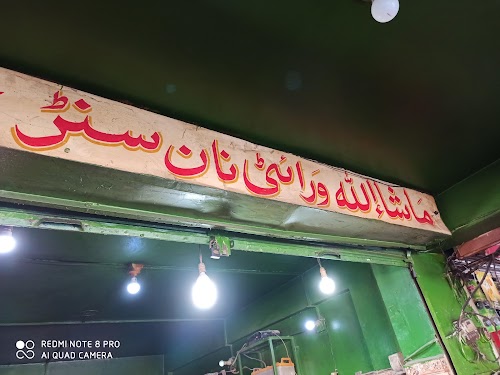 ماشاءاللہ ورائٹی نان سنٹر
REDMI NOTE 8 PRO
AI QUAD CAMERA